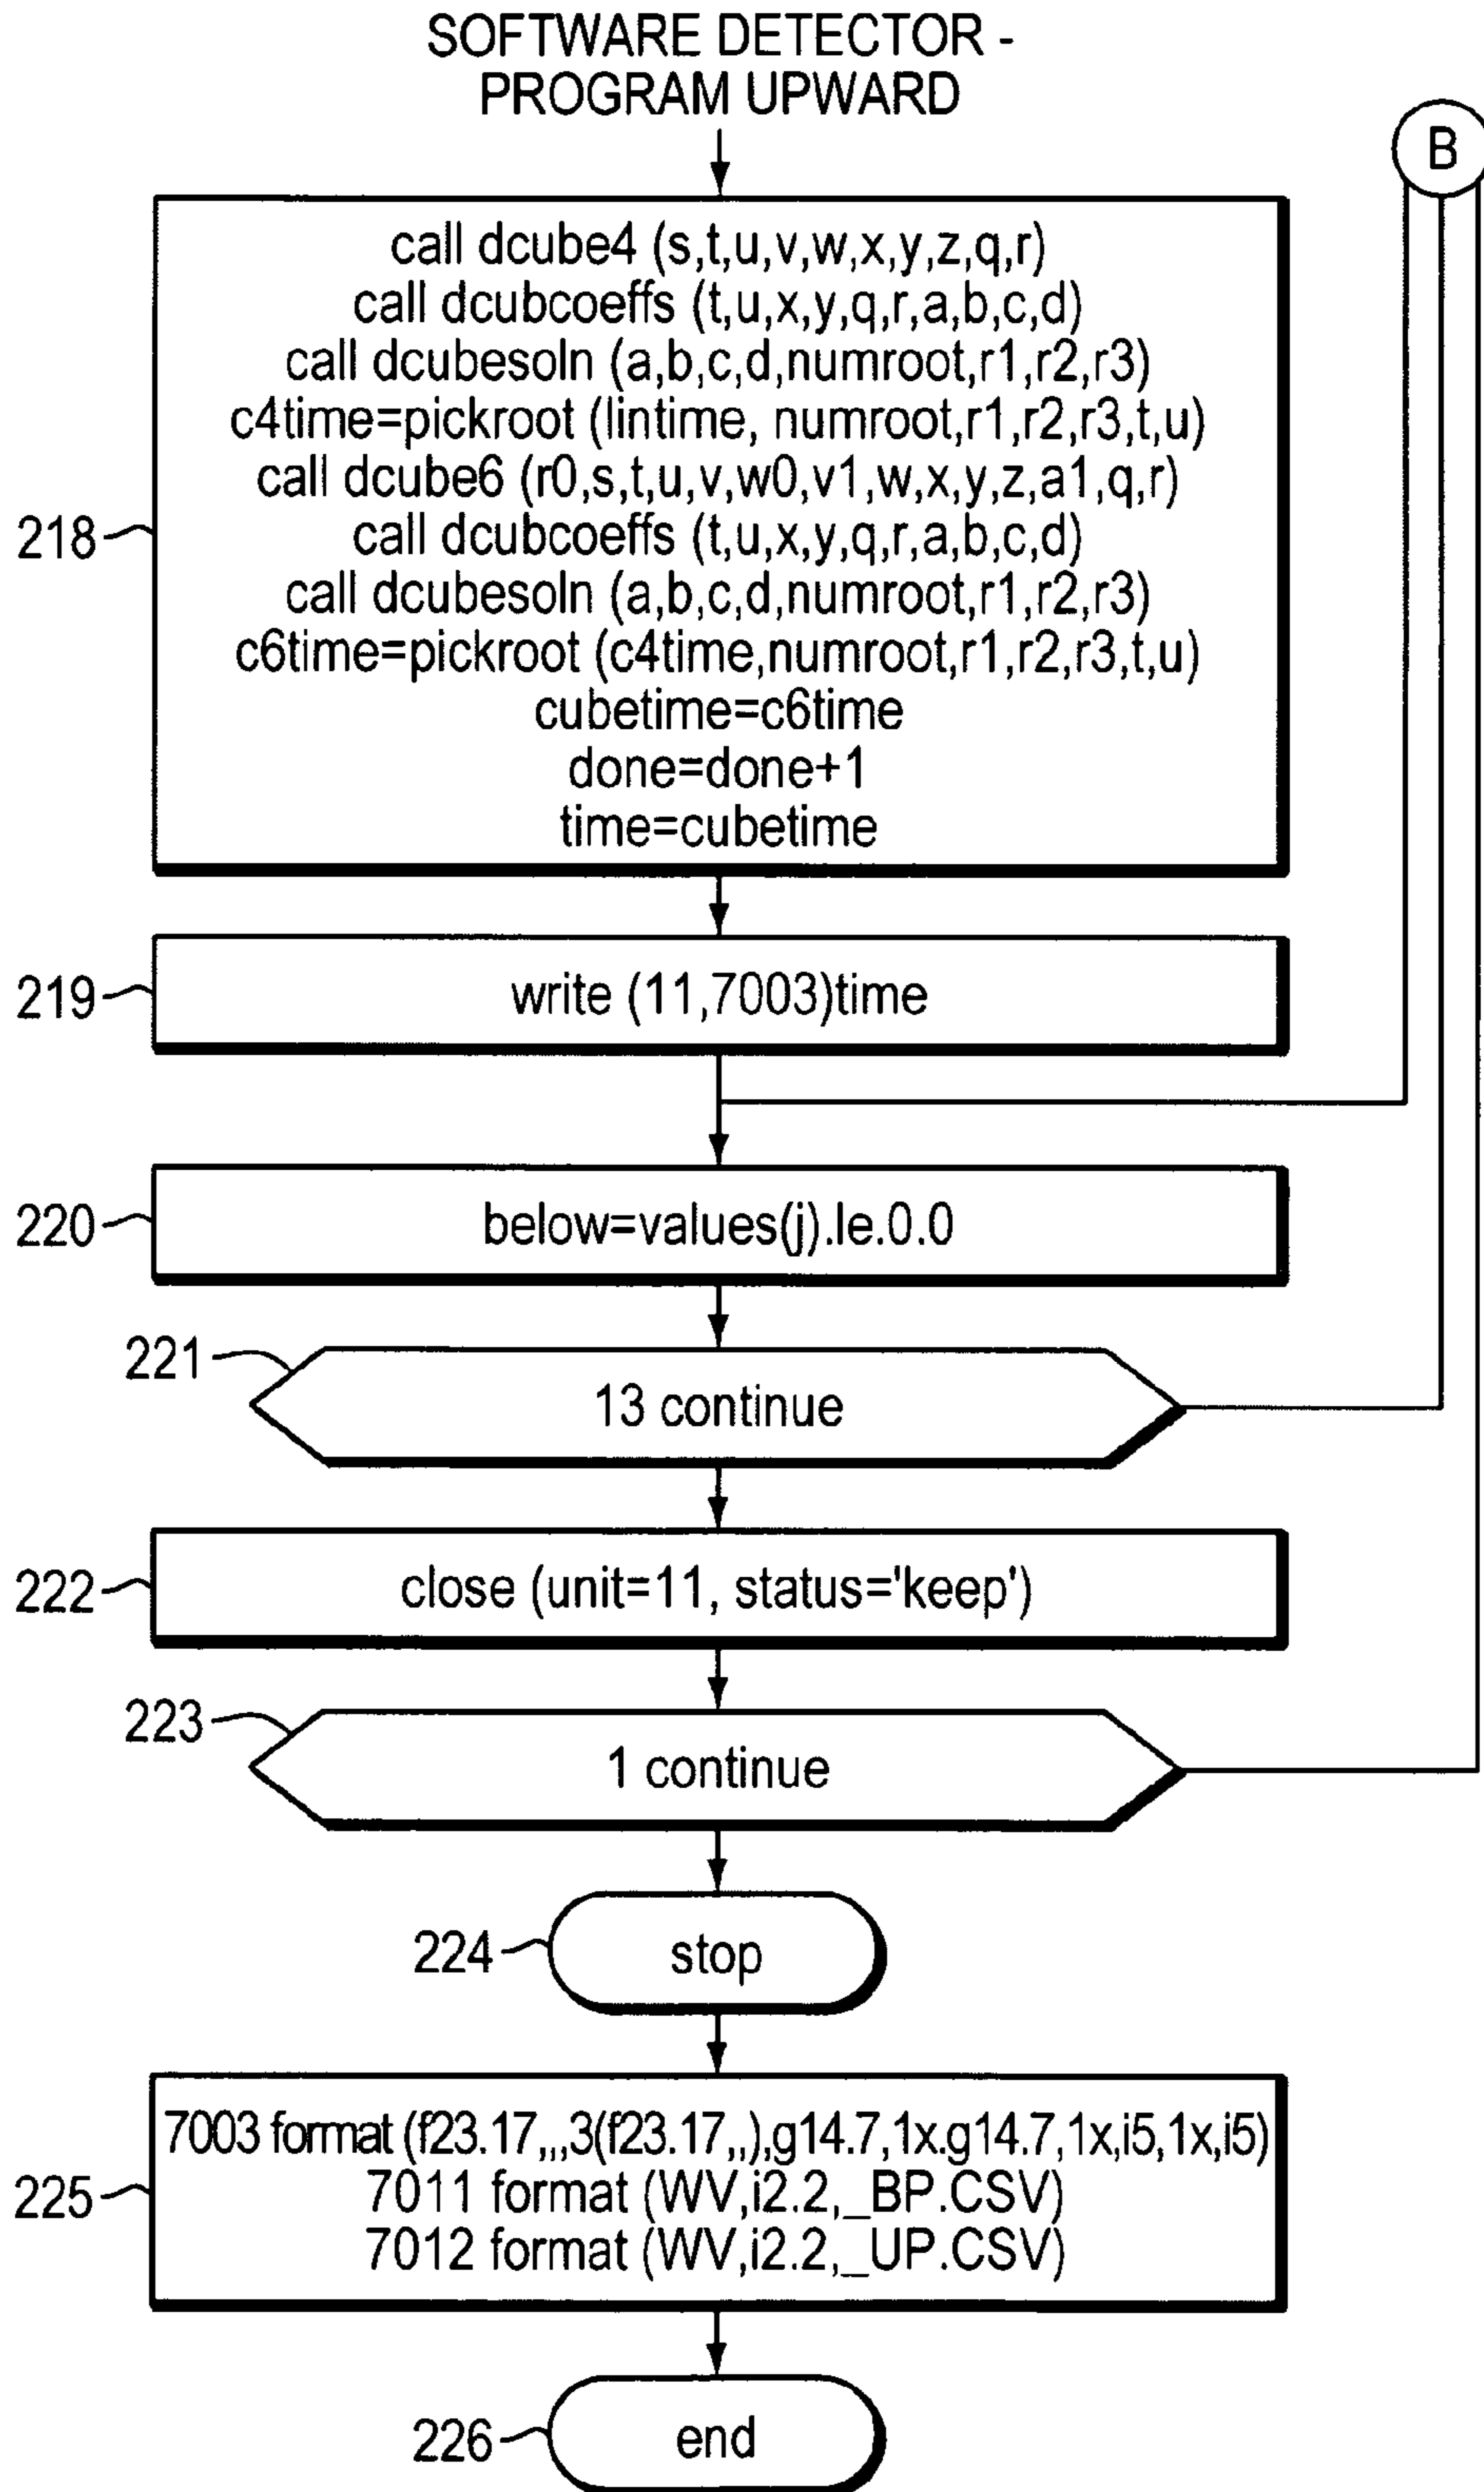 SOFTWARE DETECTOR -
PROGRAM UPWARD
B
call dcube4 (s,t,u,v,w,x,y,z,q,r)
call dcubcoeffs (t,u,x,y,q,r,a,b,c,d)
call dcubesoln (a,b,c,d,numroot,r1,r2,r3)
c4time=pickroot (lintime, numroot,r1,r2,r3,t,u)
call dcube6 (r0,s,t,u,v,w0,v1,w,x,y,z,a1,q,r)
218
call dcubcoeffs (t,u,x,y,q,r,a,b,c,d)
call dcubesoln (a,b,c,d,numroot,r1,r2,r3)
c6time=pickroot (c4time,numroot,r1,r2,r3,t,u)
cubetime=c6time
done=done+1
time=cubetime
219
write (11,7003)time
220
below=values(j).le.0.0
221
13 continue
222
close (unit=11, status='keep')
223
1 continue
224
stop
225
7003 format (f23.17,,,3(f23.17,,),g14.7,1x.g14.7,1x,i5,1x,i5)
7011 format (WV,i2.2,_BP.CSV)
7012 format (WV,i2.2,_UP.CSV)
226
end